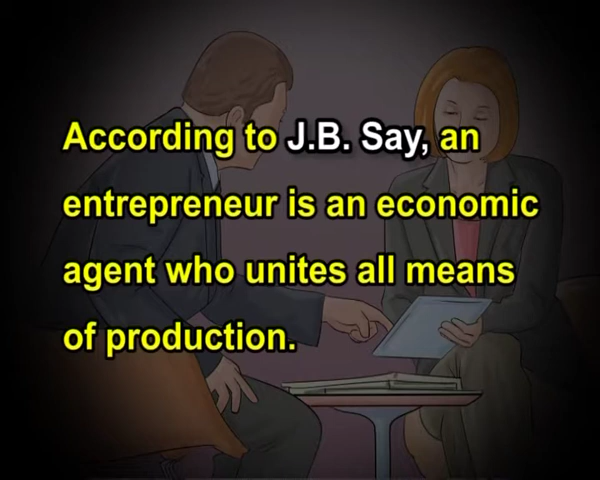 According to J.B. Say, an
entrepreneur is an economic
agent who unites all means
of production.